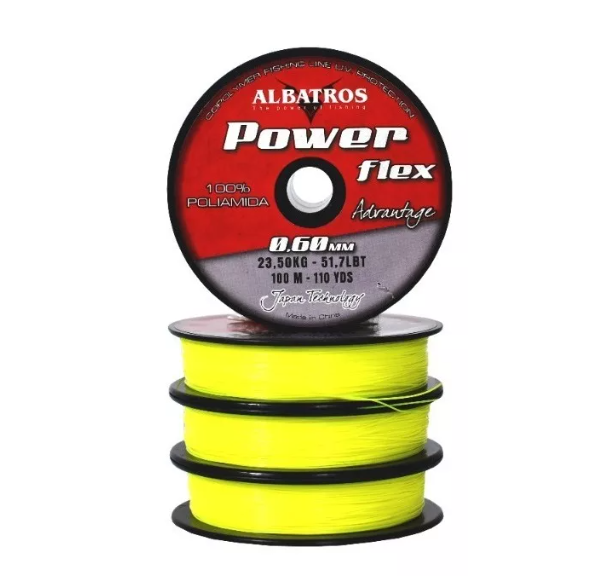 COPOLYMER FISHING LINE U.V. PROTECTION
ALBATROS
The power of fishing
Power
flex
100%
POLIAMIDA
Advantage
0,60MM
23,50KG - 51,7LBT
100 M - 110 YDS
Japan Technology
Made in China